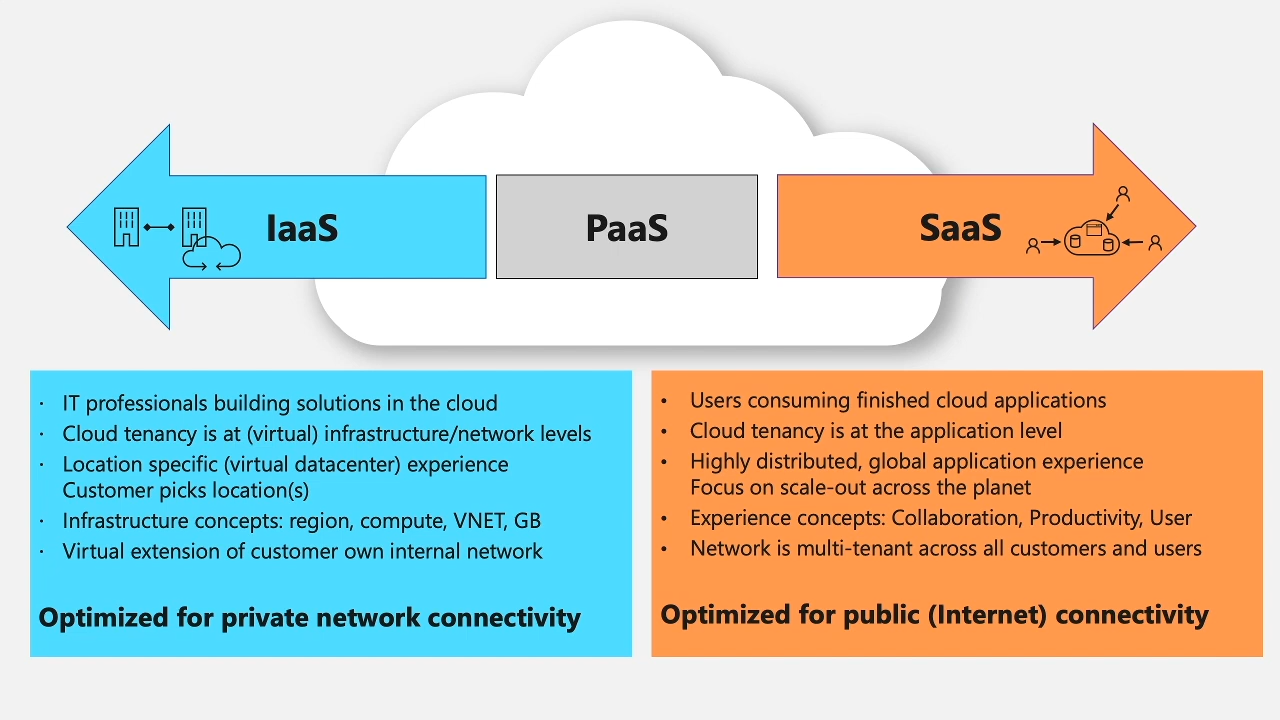 IaaS
PaaS
SaaS
· IT professionals building solutions in the cloud
· Cloud tenancy is at (virtual) infrastructure/network levels
· Location specific (virtual datacenter) experience
Customer picks location(s)
· Infrastructure concepts: region, compute, VNET, GB
· Virtual extension of customer own internal network
Optimized for private network connectivity
• Users consuming finished cloud applications
• Cloud tenancy is at the application level
• Highly distributed, global application experience
Focus on scale-out across the planet
• Experience concepts: Collaboration, Productivity, User
• Network is multi-tenant across all customers and users
Optimized for public (Internet) connectivity